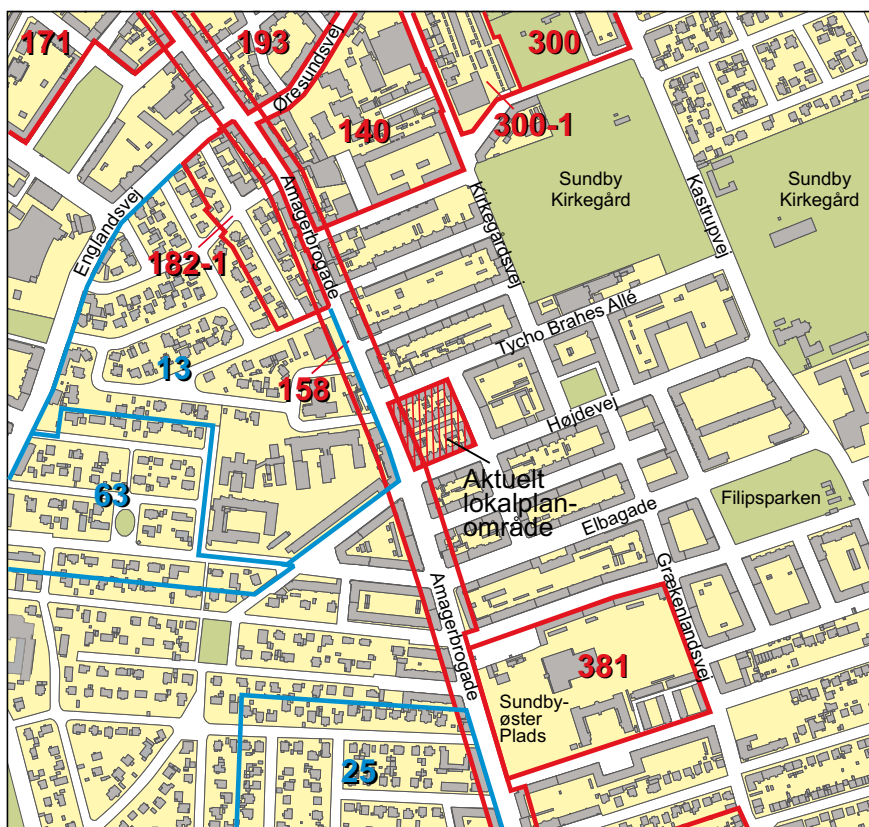 171
193
300
Øresundsvej
140
300-1
Sundby
Kirkegård
Sundby
Kirkegård
Englandsvej
Amagerbrogade
Kirkegårdsvej
Kastrupvej
182-1
Tycho Brahes Allé
13
158
Højdevej
Aktuelt
lokalplan-
område
63
Filipsparken
Elbagade
Amagerbrogade
Grækenlandsvej
381
Sundby-
øster
Plads
25